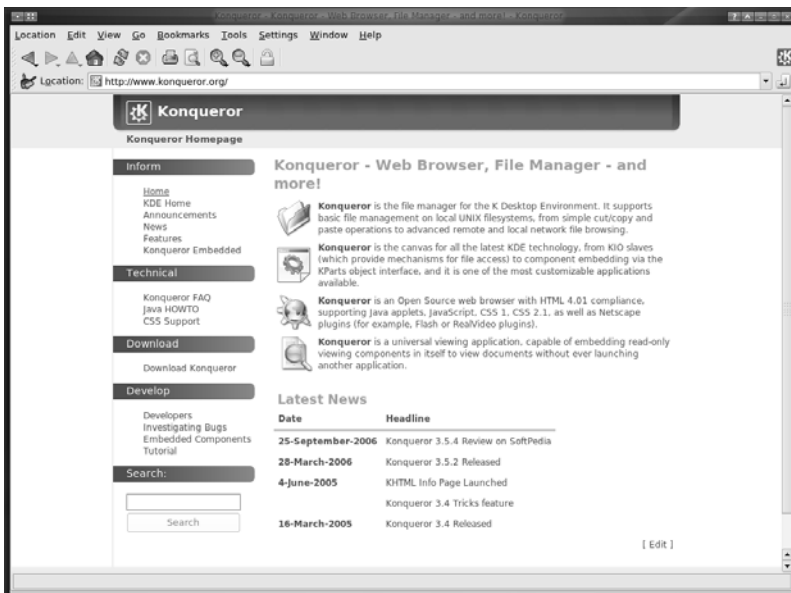 Konqueror - Konqueror - Web Browser, File Manager - and more! - Konqueror
Location Edit View Go Bookmarks Tools Settings Window Help
Location: http://www.konqueror.org/
Konqueror
Konqueror Homepage
Inform
Home
KDE Home
Announcements
News
Features
Konqueror Embedded
Technical
Konqueror FAQ
Java HOWTO
CSS Support
Download
Download Konqueror
Develop
Developers
Investigating Bugs
Embedded Components
Tutorial
Search:
Search
Konqueror - Web Browser, File Manager - and
more!
Konqueror is the file manager for the K Desktop Environment. It supports
basic file management on local UNIX filesystems, from simple cut/copy and
paste operations to advanced remote and local network file browsing.
Konqueror is the canvas for all the latest KDE technology, from KIO slaves
(which provide mechanisms for file access) to component embedding via the
KParts object interface, and it is one of the most customizable applications
available.
Konqueror is an Open Source web browser with HTML 4.01 compliance,
supporting Java applets, JavaScript, CSS 1, CSS 2.1, as well as Netscape
plugins (for example, Flash or RealVideo plugins).
Konqueror is a universal viewing application, capable of embedding read-only
viewing components in itself to view documents without ever launching
another application.
Latest News
Date Headline
25-September-2006 Konqueror 3.5.4 Review on SoftPedia
28-March-2006 Konqueror 3.5.2 Released
4-June-2005 KHTML Info Page Launched
Konqueror 3.4 Tricks feature
16-March-2005 Konqueror 3.4 Released
[ Edit ]